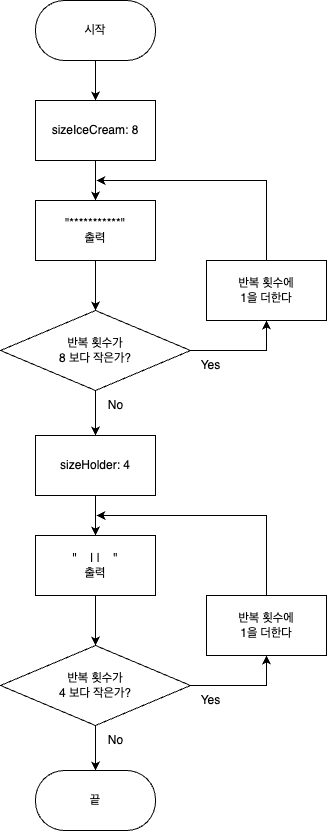 시작
sizeIceCream: 8
"***********"
출력
반복 횟수에
1을 더한다
반복 횟수가
8 보다 작은가?
Yes
No
sizeHolder: 4
"    ||    "
출력
반복 횟수에
1을 더한다
반복 횟수가
4 보다 작은가?
Yes
No
끝